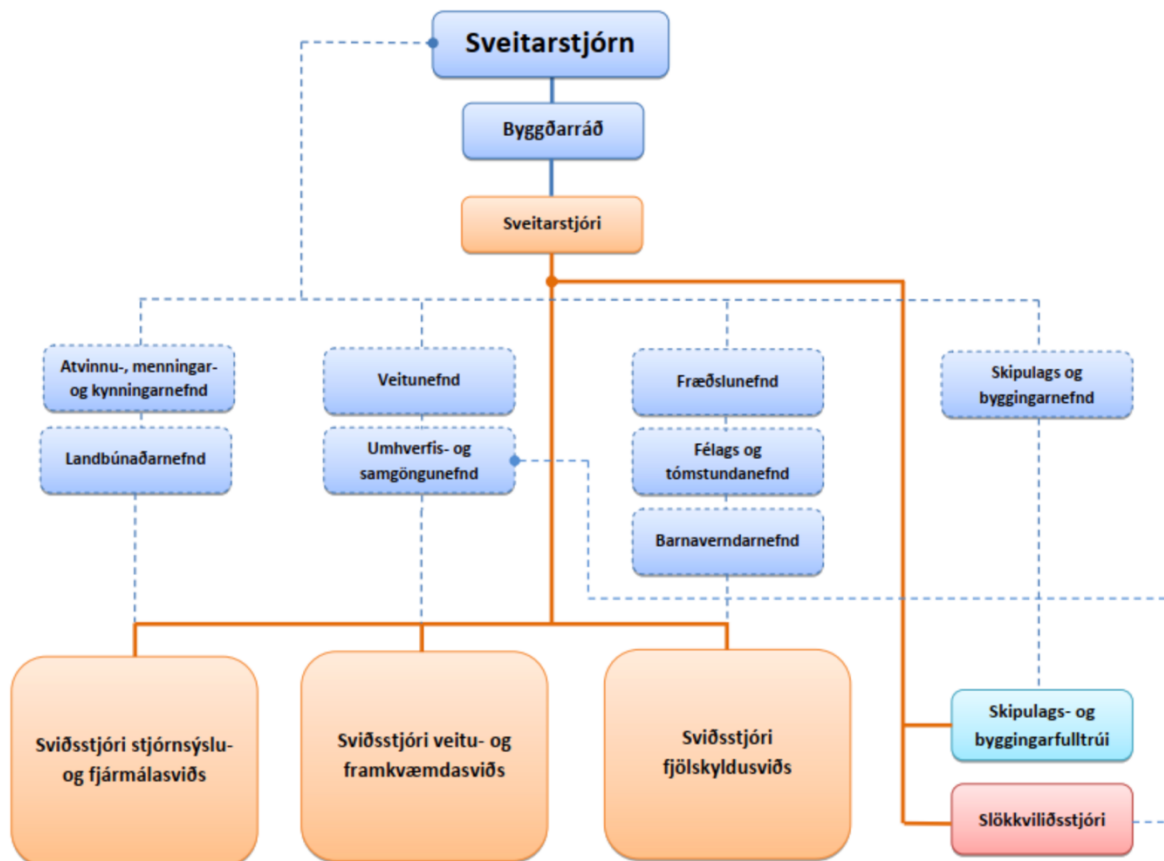 Sveitarstjórn
Byggðarráð
Sveitarstjóri
Atvinnu-, menningar-
og kynningarnefnd
Veitunefnd
Fræðslunefnd
Skipulags og
byggingarnefnd
Landbúnaðarnefnd
Umhverfis- og
samgöngunefnd
Félags og
tómstundanefnd
Barnaverndarnefnd
Sviðsstjóri stjórnsýslu-
og fjármálasviðs
Sviðsstjóri veitu- og
framkvæmdasviðs
Sviðsstjóri
fjölskyldusviðs
Skipulags- og
byggingarfulltrúi
Slökkviliðsstjóri